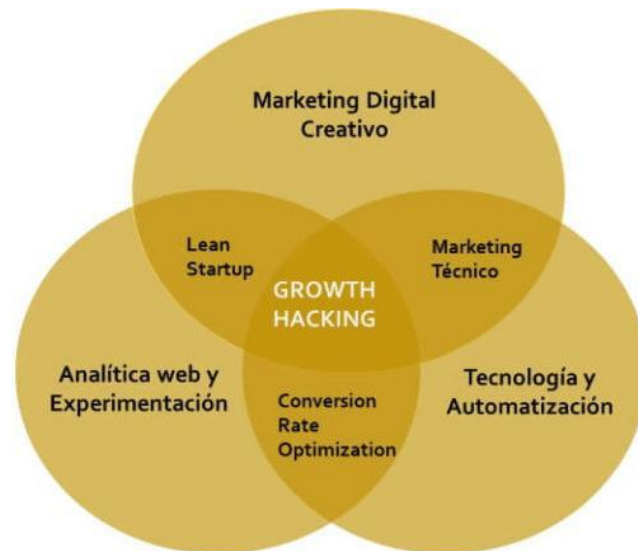 Marketing Digital
Creativo
Lean
Startup
Marketing
Técnico
GROWTH
HACKING
Analítica web y
Experimentación
Tecnología y
Automatización
Conversion
Rate
Optimization